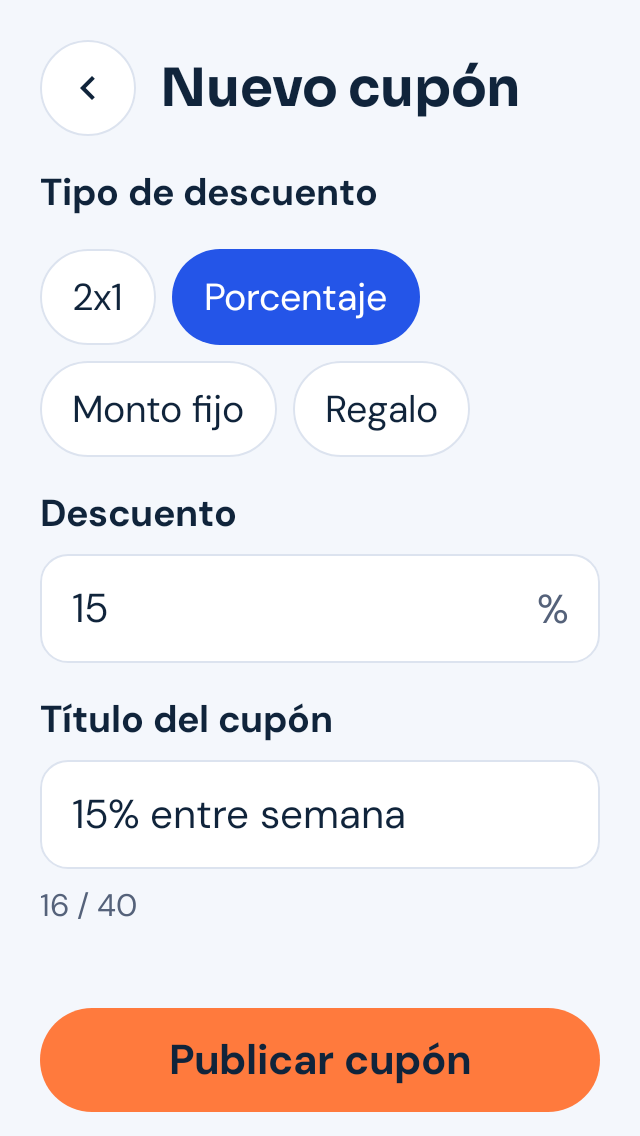 Nuevo cupón
Tipo de descuento
2x1 Porcentaje
Monto fijo Regalo
Descuento
15 %
Título del cupón
15% entre semana
16 / 40
Publicar cupón